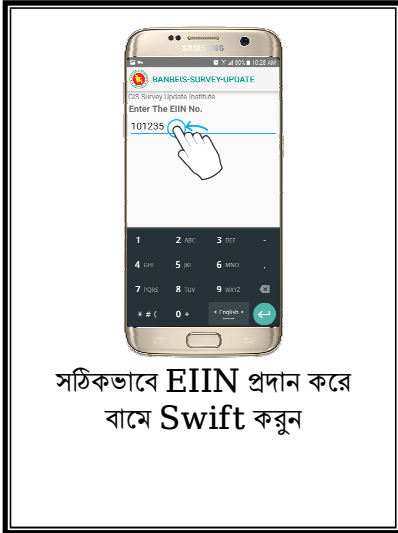 SAMSUNG
80% 10:28 AM
BANBEIS-SURVEY-UPDATE
GIS Survey Update Institute
Enter The EIIN No.
101235
1 2 ABC 3 DEF -
4 GHI 5 JKL 6 MNO .
7 PQRS 8 TUV 9 WXYZ
* # ( 0 + English
সঠিকভাবে EIIN প্রদান করে
বামে Swift করুন